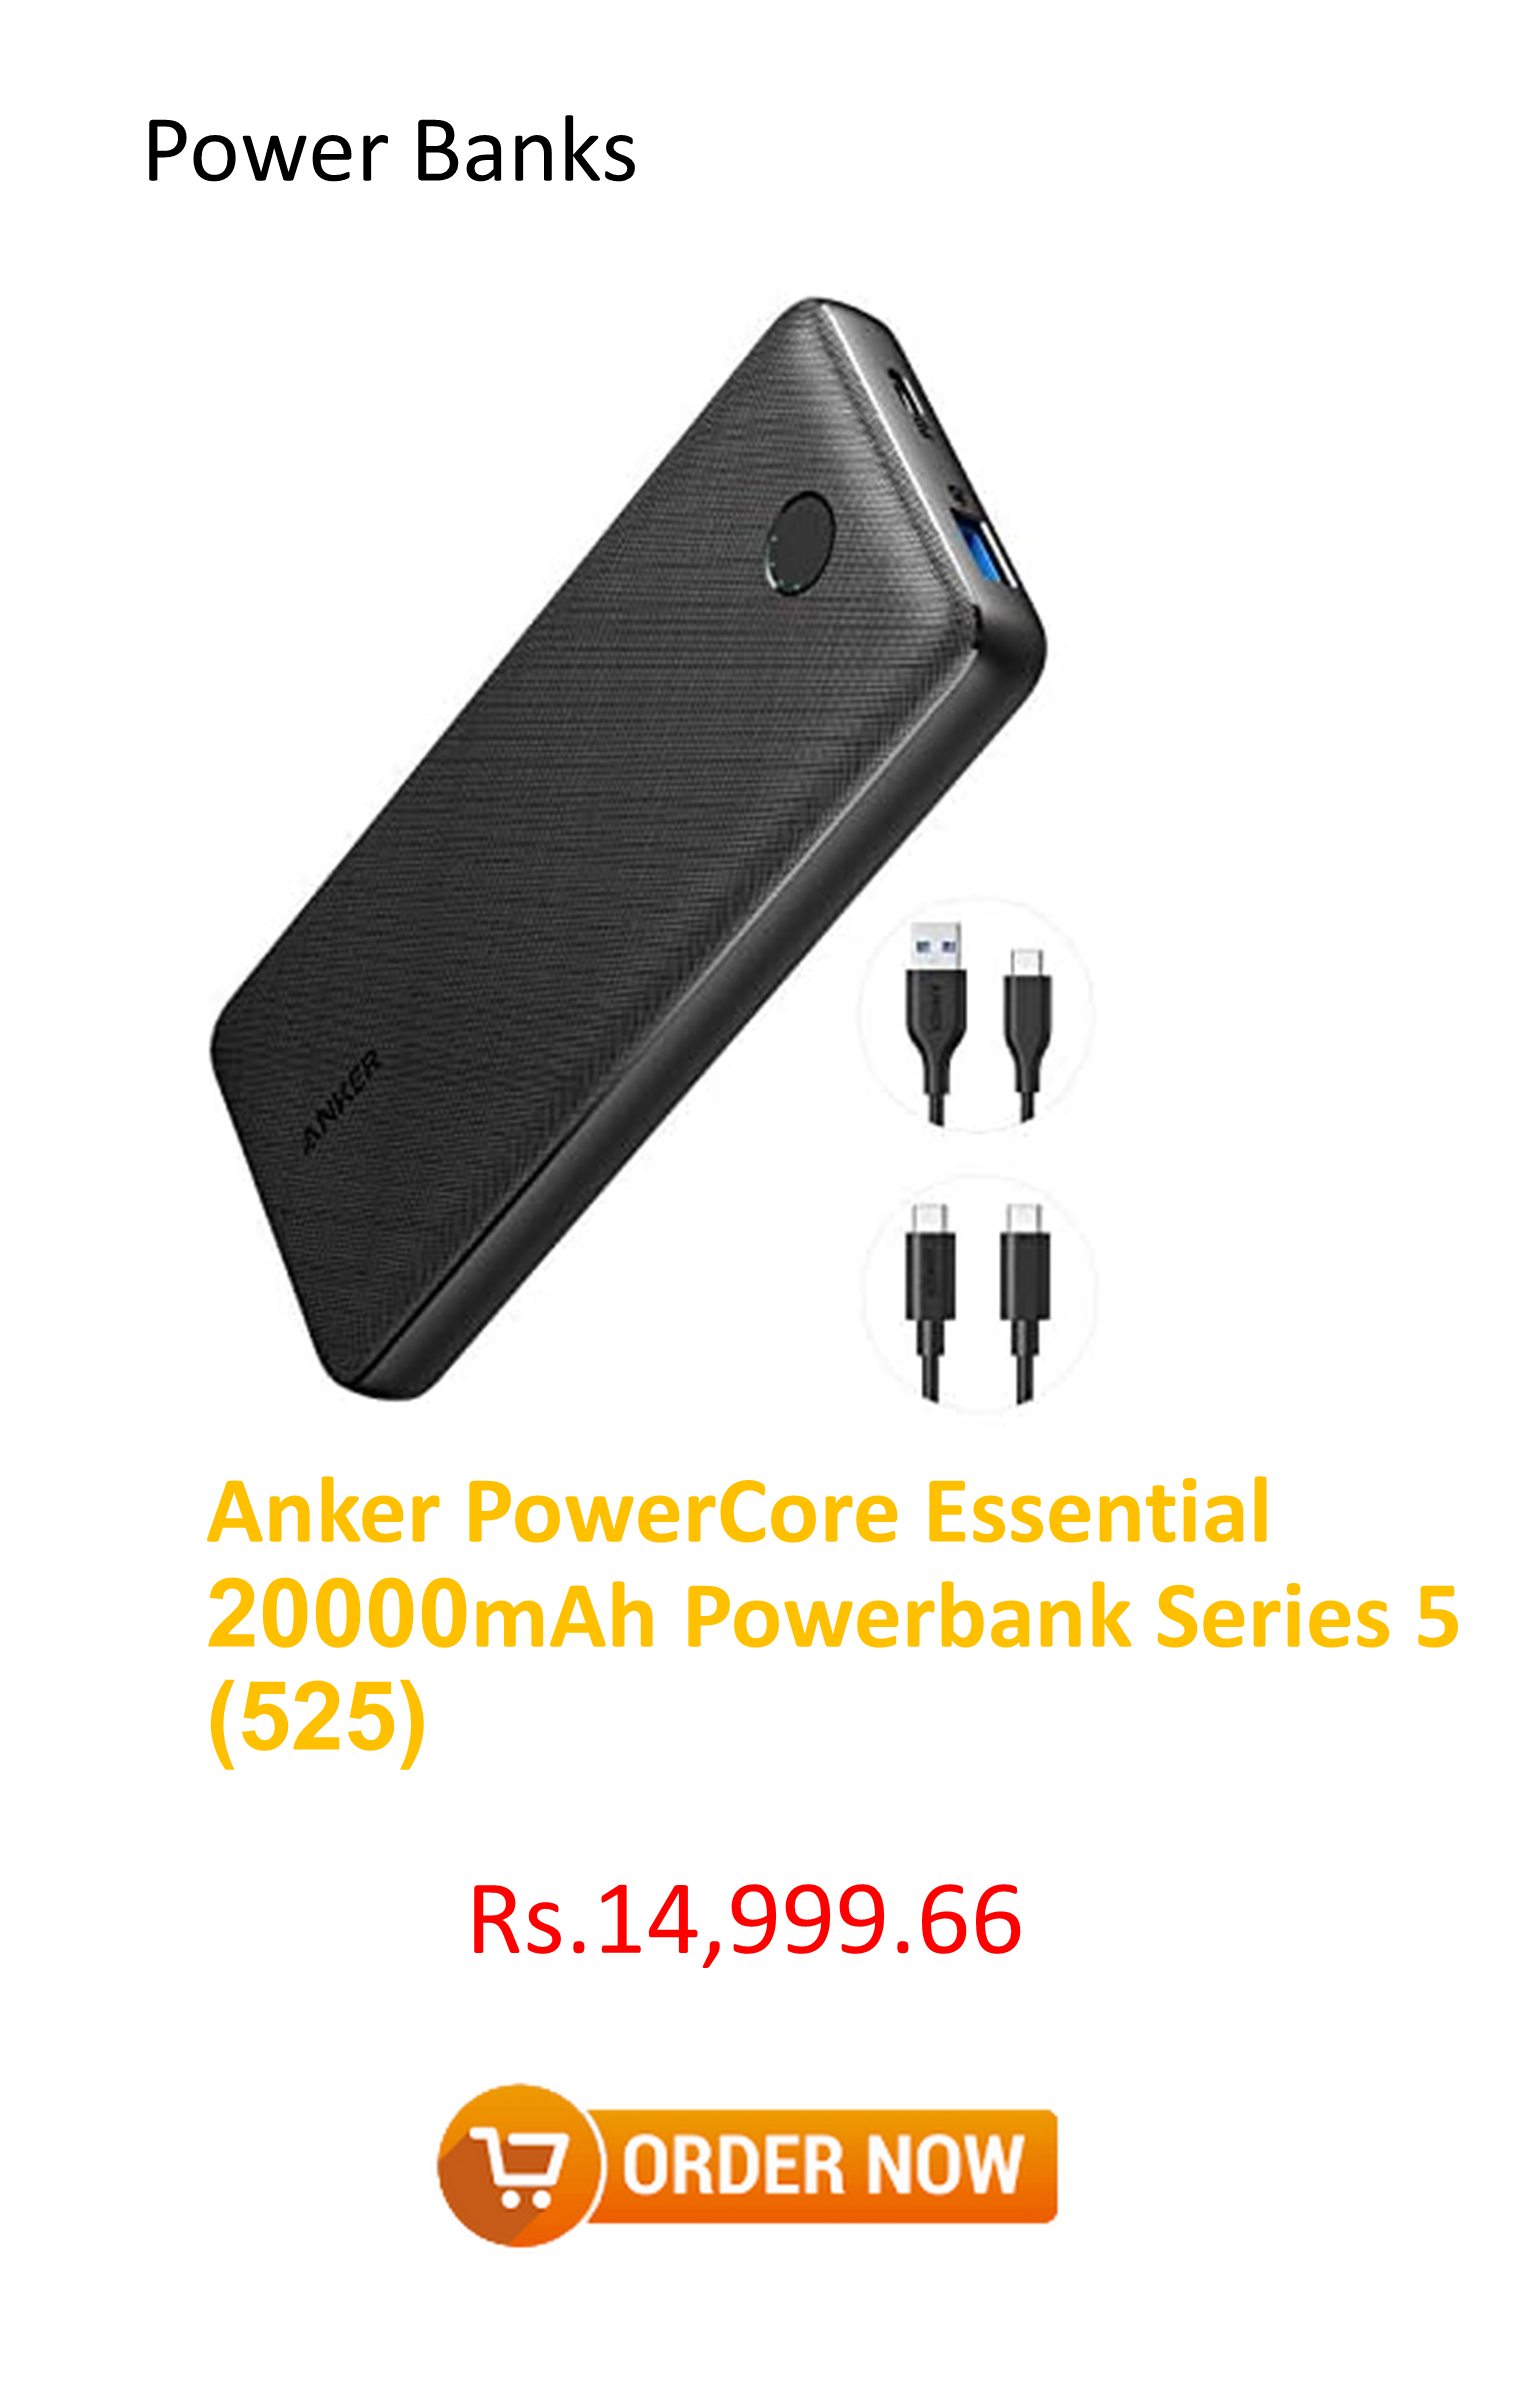 Power Banks
ANKER
Anker PowerCore Essential
20000mAh Powerbank Series 5
(525)
Rs.14,999.66
ORDER NOW